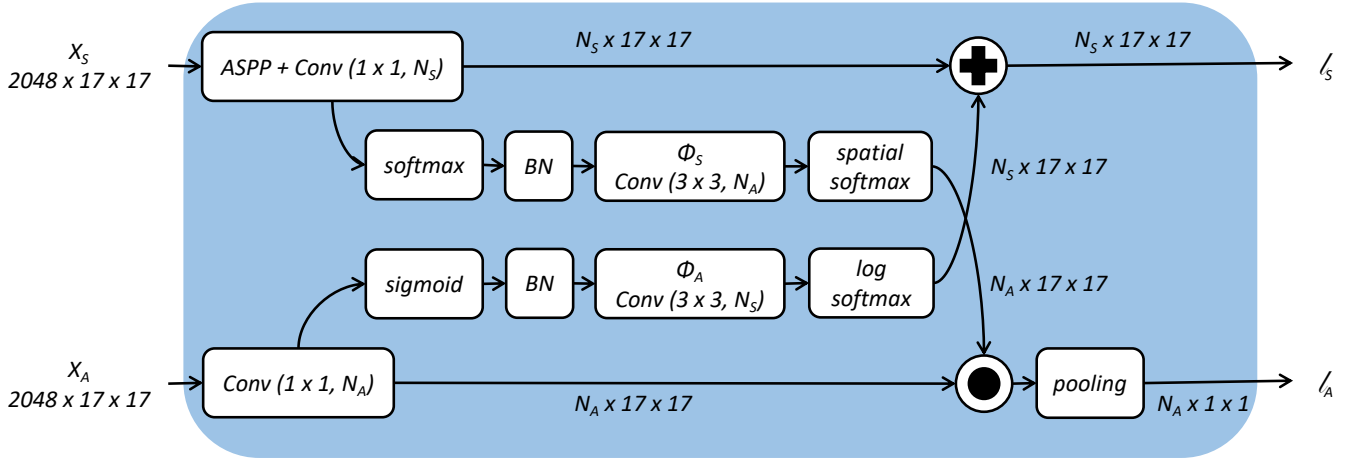 X_S
2048 x 17 x 17
ASPP + Conv (1 x 1, N_S)
N_S x 17 x 17
N_S x 17 x 17
ℓ_S
softmax
BN
Φ_S
Conv (3 x 3, N_A)
spatial
softmax
N_S x 17 x 17
sigmoid
BN
Φ_A
Conv (3 x 3, N_S)
log
softmax
N_A x 17 x 17
X_A
2048 x 17 x 17
Conv (1 x 1, N_A)
N_A x 17 x 17
pooling
N_A x 1 x 1
ℓ_A